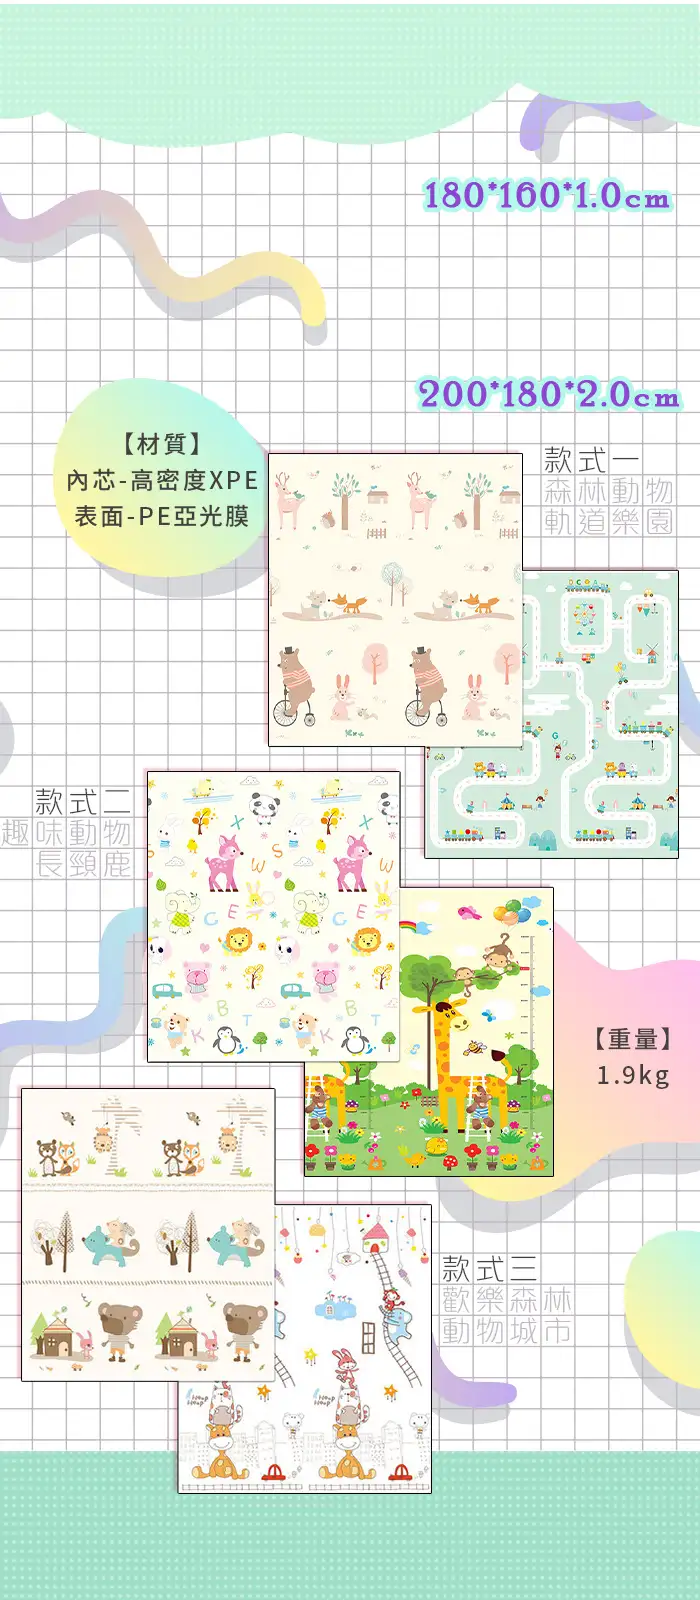 180*160*1.0cm
200*180*2.0cm
【材質】
內芯-高密度XPE
表面-PE亞光膜
款式一
森林動物
軌道樂園
款式二
趣味動物
長頸鹿
【重量】
1.9kg
款式三
歡樂森林
動物城市